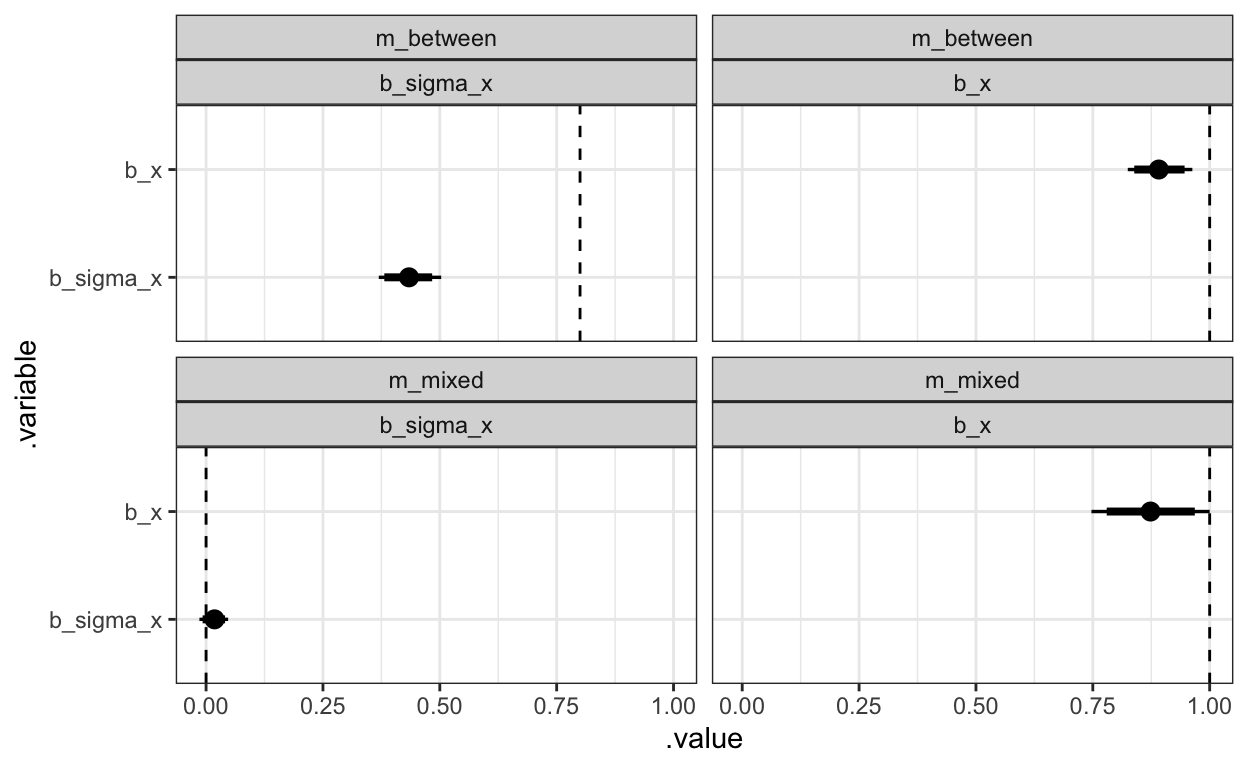 m_between
m_between
b_sigma_x
b_x
b_x
b_sigma_x
m_mixed
m_mixed
b_sigma_x
b_x
b_x
b_sigma_x
.variable
0.00 0.25 0.50 0.75 1.00
0.00 0.25 0.50 0.75 1.00
.value